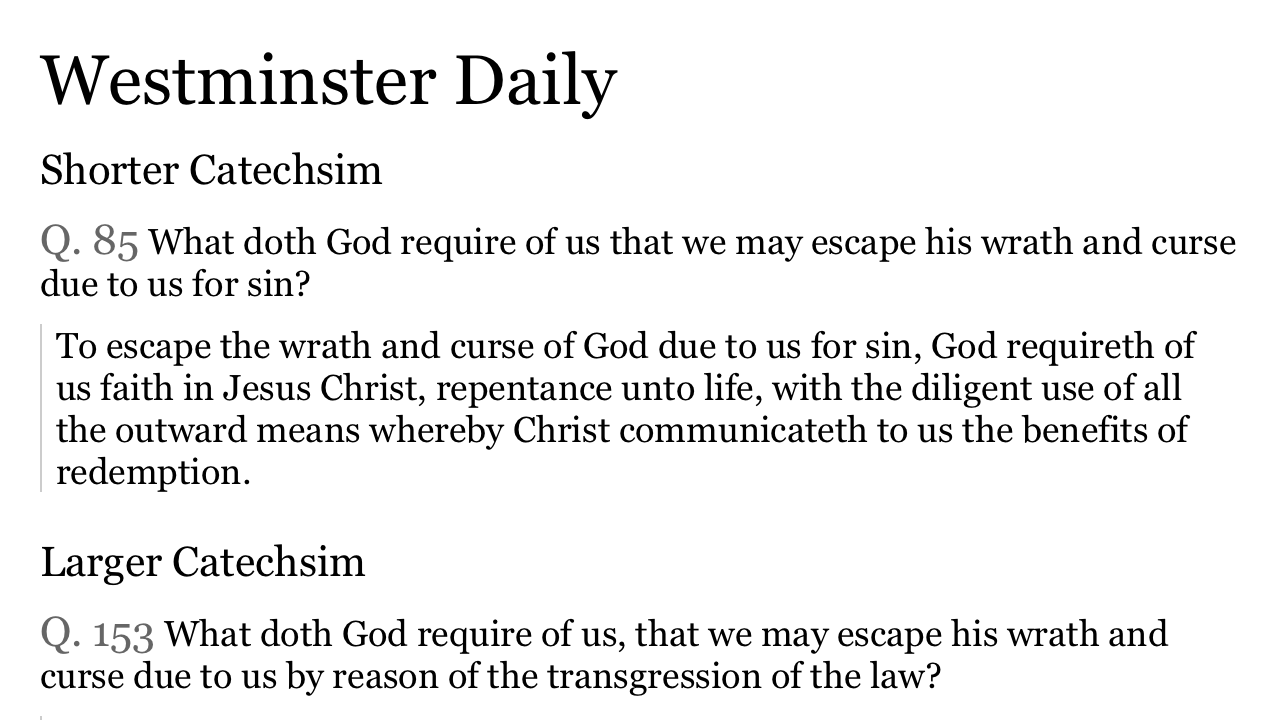 Westminster Daily
Shorter Catechsim
Q. 85 What doth God require of us that we may escape his wrath and curse
due to us for sin?
To escape the wrath and curse of God due to us for sin, God requireth of
us faith in Jesus Christ, repentance unto life, with the diligent use of all
the outward means whereby Christ communicateth to us the benefits of
redemption.
Larger Catechsim
Q. 153 What doth God require of us, that we may escape his wrath and
curse due to us by reason of the transgression of the law?